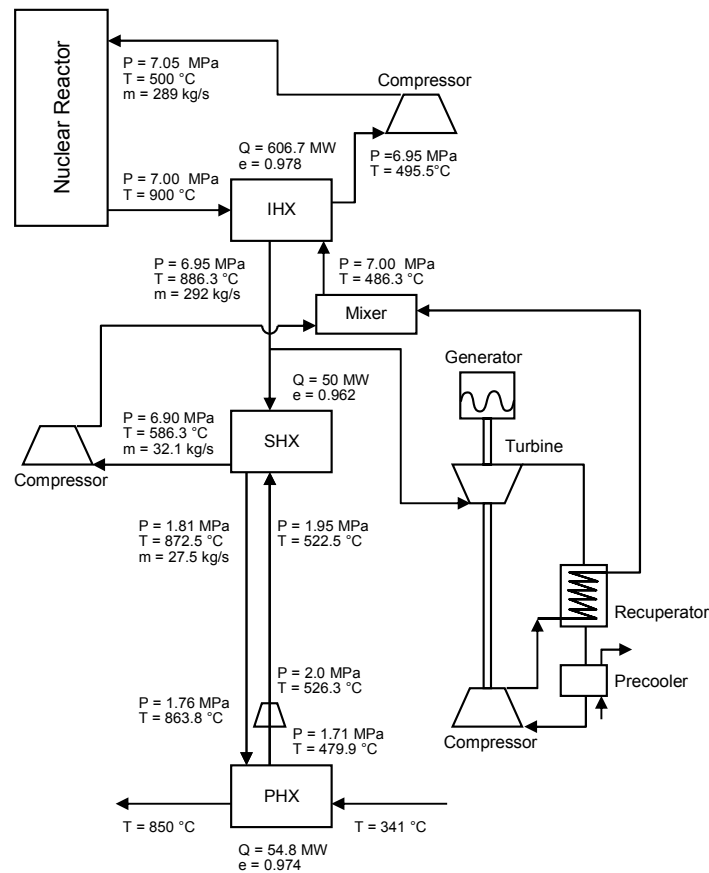 Nuclear Reactor
P = 7.05 MPa
T = 500 °C
m = 289 kg/s
Compressor
Q = 606.7 MW
e = 0.978
P =6.95 MPa
T = 495.5°C
P = 7.00 MPa
T = 900 °C
IHX
P = 6.95 MPa
T = 886.3 °C
m = 292 kg/s
P = 7.00 MPa
T = 486.3 °C
Mixer
Generator
Q = 50 MW
e = 0.962
P = 6.90 MPa
T = 586.3 °C
m = 32.1 kg/s
SHX
Turbine
Compressor
P = 1.81 MPa
T = 872.5 °C
m = 27.5 kg/s
P = 1.95 MPa
T = 522.5 °C
Recuperator
P = 2.0 MPa
T = 526.3 °C
Precooler
P = 1.76 MPa
T = 863.8 °C
P = 1.71 MPa
T = 479.9 °C
Compressor
PHX
T = 850 °C
T = 341 °C
Q = 54.8 MW
e = 0.974